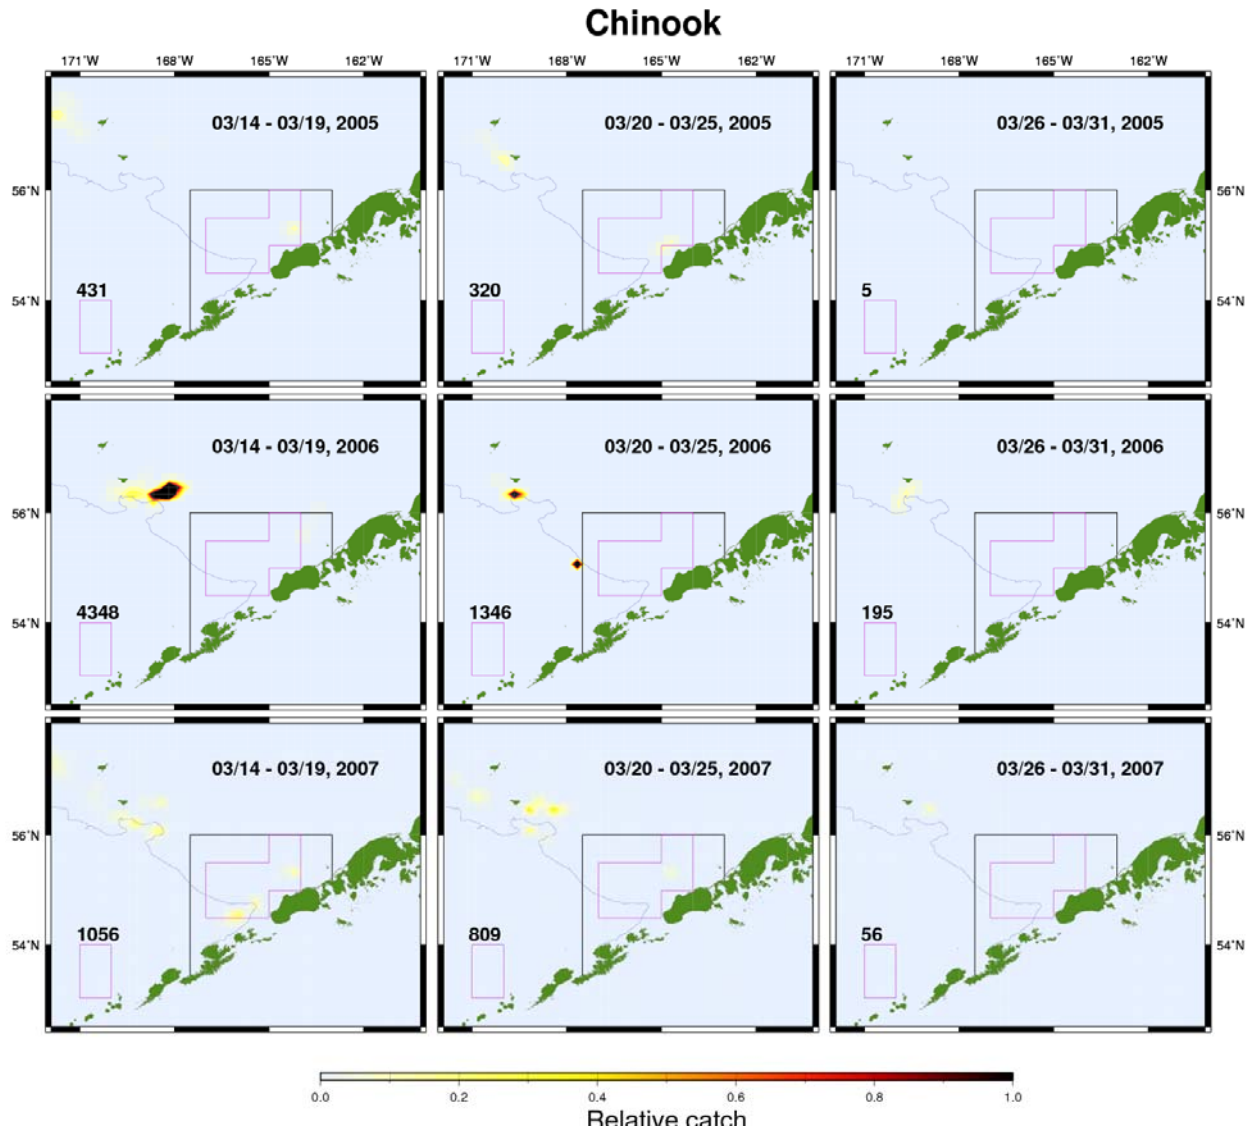 Chinook
171°W 168°W 165°W 162°W 171°W 168°W 165°W 162°W 171°W 168°W 165°W 162°W
03/14 - 03/19, 2005 03/20 - 03/25, 2005 03/26 - 03/31, 2005
56°N 56°N
431 320 5
54°N 54°N
03/14 - 03/19, 2006 03/20 - 03/25, 2006 03/26 - 03/31, 2006
56°N 56°N
4348 1346 195
54°N 54°N
03/14 - 03/19, 2007 03/20 - 03/25, 2007 03/26 - 03/31, 2007
56°N 56°N
1056 809 56
54°N 54°N
0.0 0.2 0.4 0.6 0.8 1.0
Relative catch